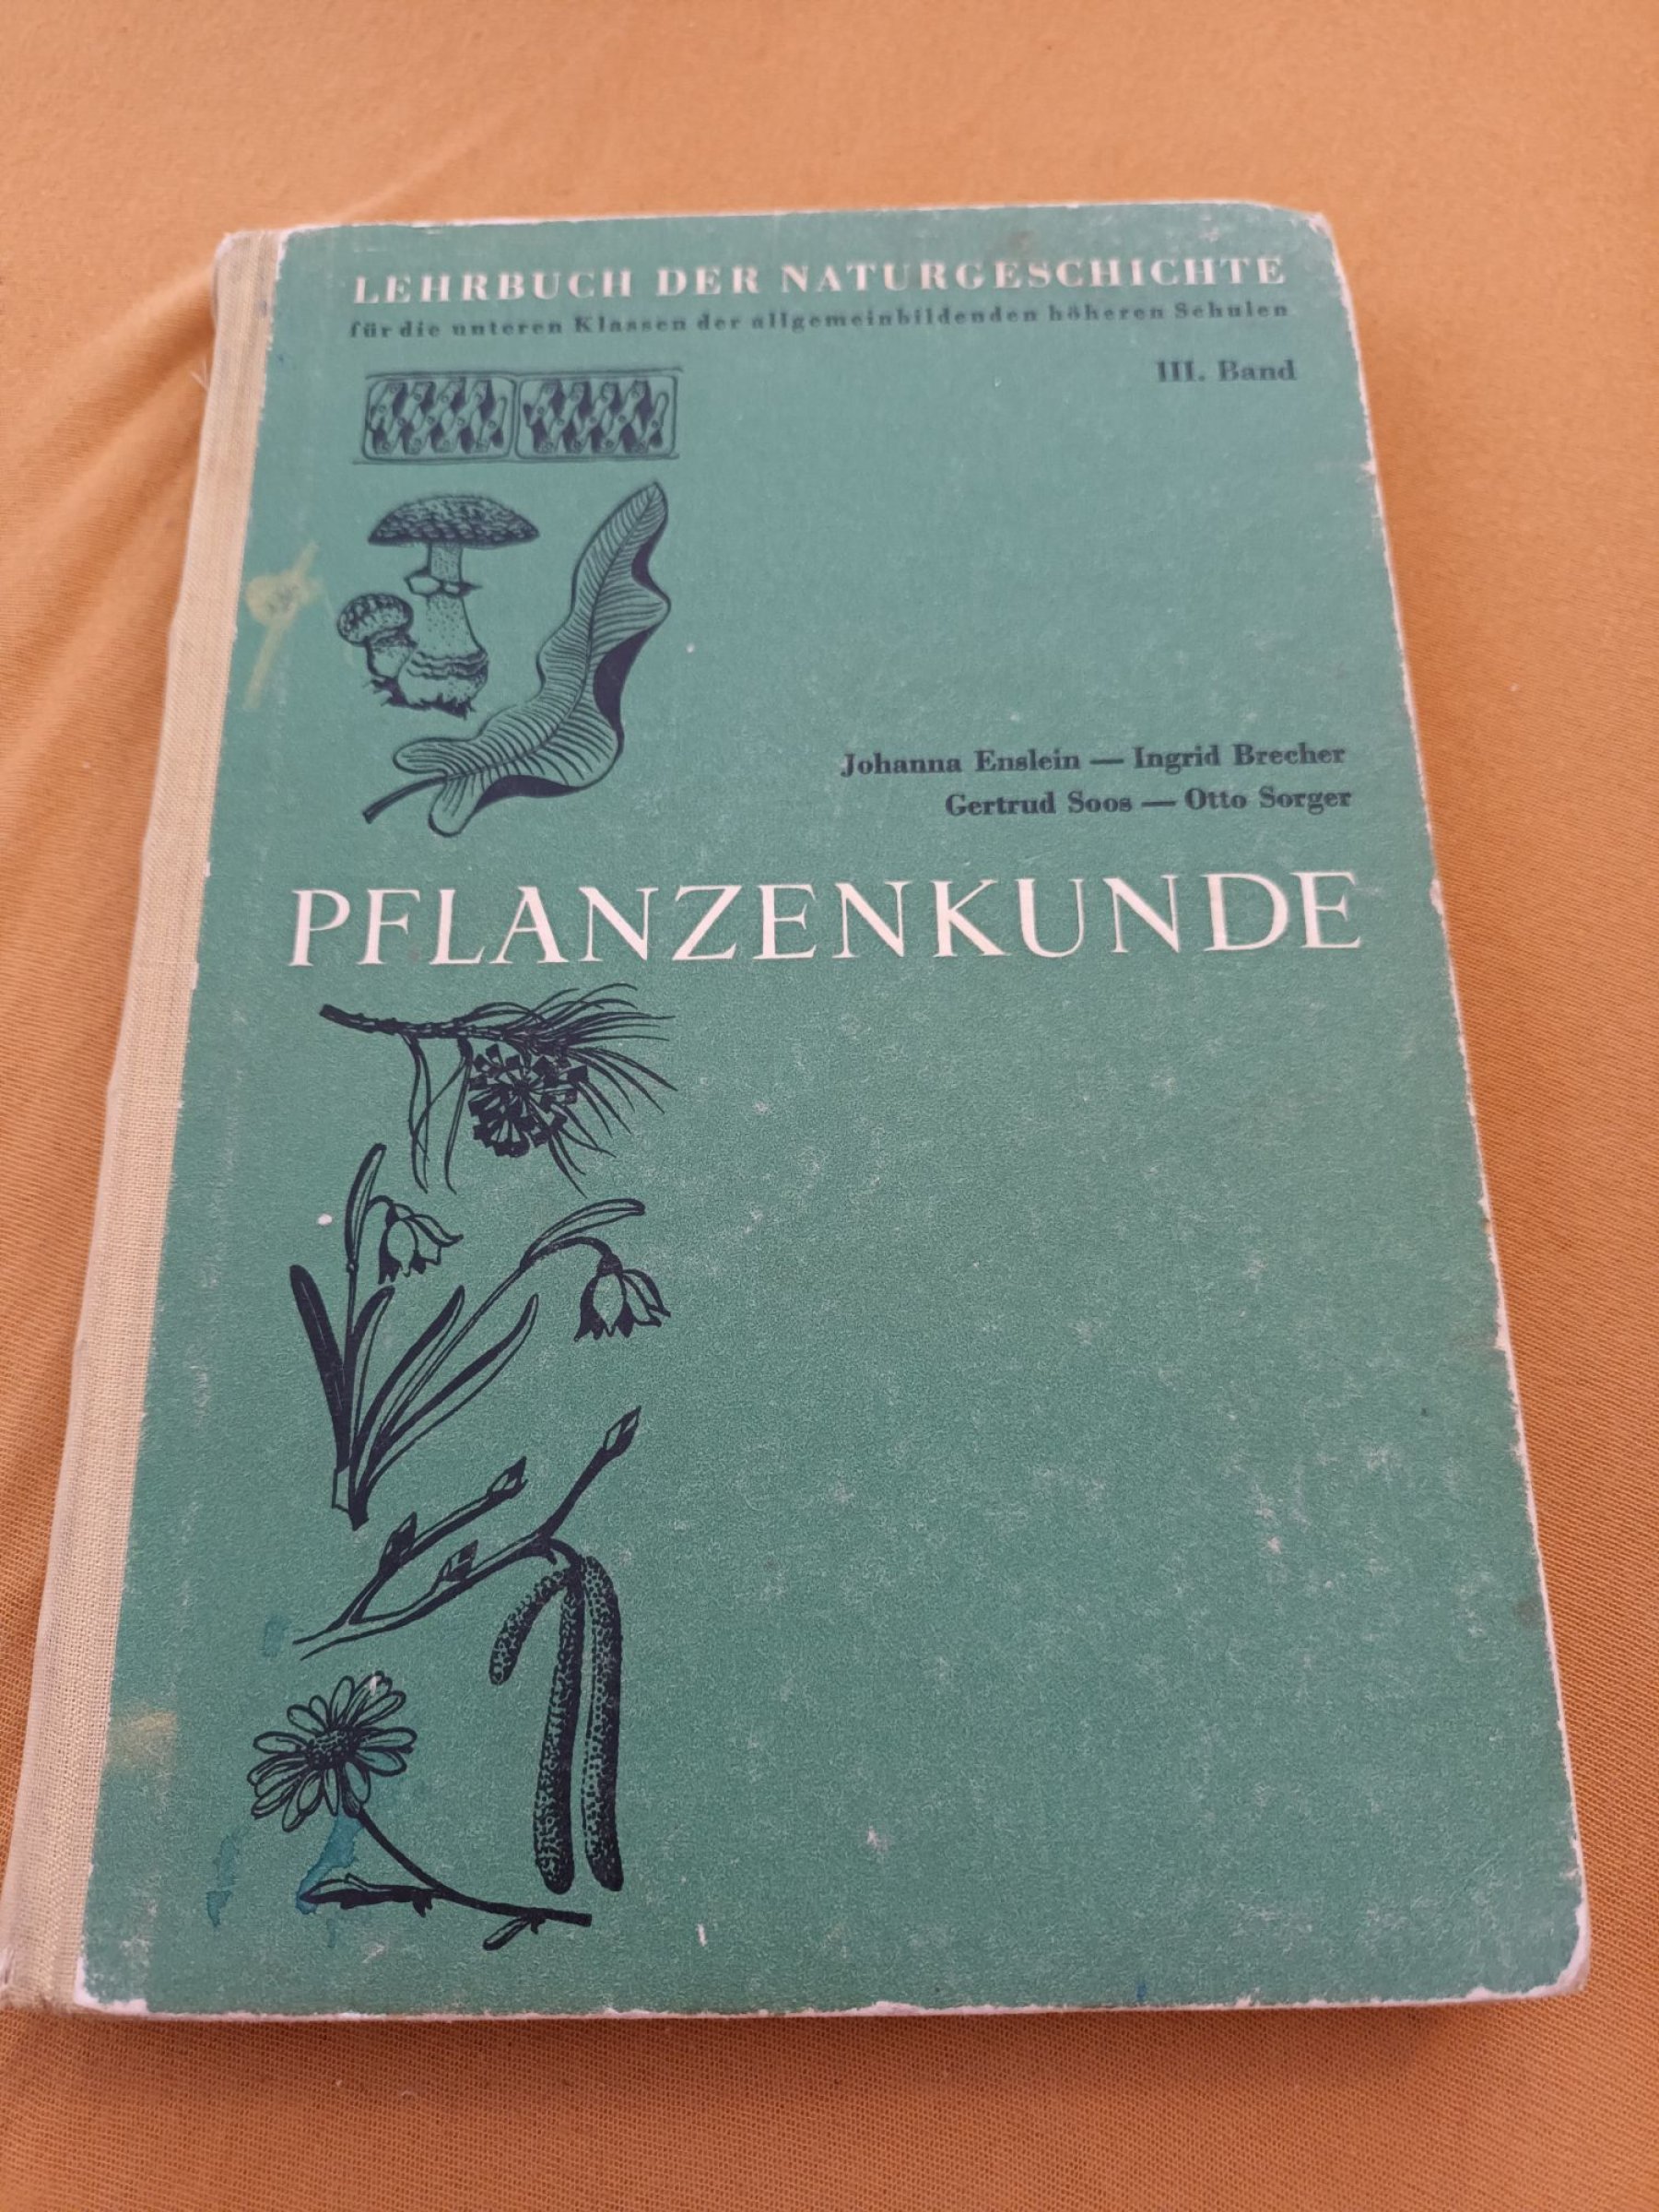 LEHRBUCH DER NATURGESCHICHTE
für die unteren Klassen der allgemeinbildenden höheren Schulen
III. Band
Johanna Enslein — Ingrid Brecher
Gertrud Soos — Otto Sorger
PFLANZENKUNDE